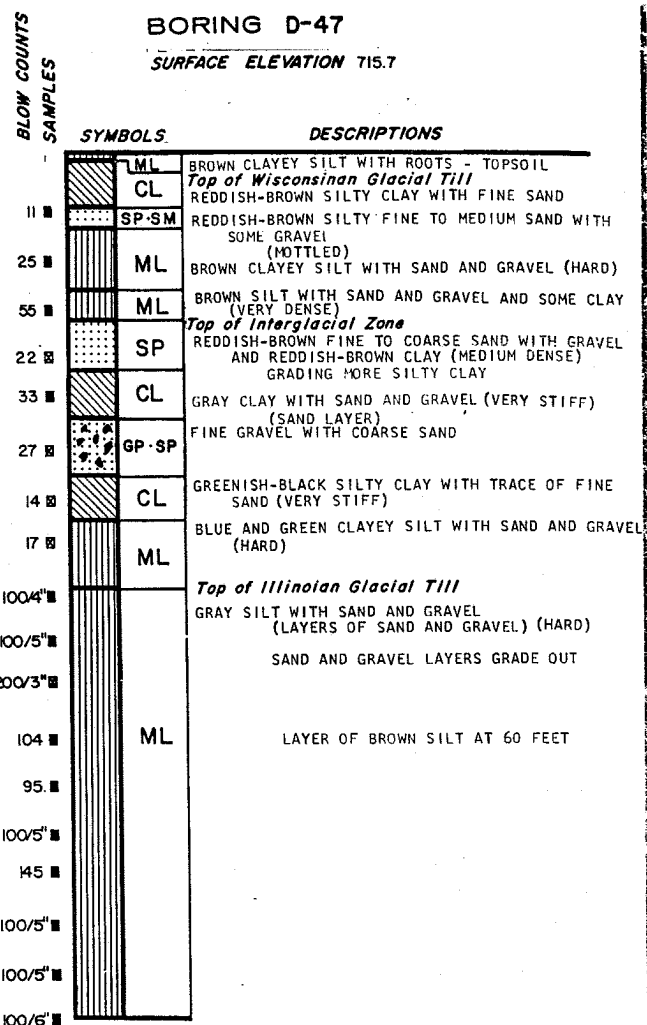 BORING D-47
SURFACE ELEVATION 715.7
BLOW COUNTS
SAMPLES
SYMBOLS
DESCRIPTIONS
ML BROWN CLAYEY SILT WITH ROOTS - TOPSOIL
Top of Wisconsinan Glacial Till
CL REDDISH-BROWN SILTY CLAY WITH FINE SAND
11 SP-SM REDDISH-BROWN SILTY FINE TO MEDIUM SAND WITH
SOME GRAVEL
(MOTTLED)
25 ML BROWN CLAYEY SILT WITH SAND AND GRAVEL (HARD)
55 ML BROWN SILT WITH SAND AND GRAVEL AND SOME CLAY
(VERY DENSE)
Top of Interglacial Zone
SP REDDISH-BROWN FINE TO COARSE SAND WITH GRAVEL
22 AND REDDISH-BROWN CLAY (MEDIUM DENSE)
GRADING MORE SILTY CLAY
33 CL GRAY CLAY WITH SAND AND GRAVEL (VERY STIFF)
(SAND LAYER)
27 GP-SP FINE GRAVEL WITH COARSE SAND
14 CL GREENISH-BLACK SILTY CLAY WITH TRACE OF FINE
SAND (VERY STIFF)
17 ML BLUE AND GREEN CLAYEY SILT WITH SAND AND GRAVEL
(HARD)
Top of Illinoian Glacial Till
100/4"
GRAY SILT WITH SAND AND GRAVEL
100/5" (LAYERS OF SAND AND GRAVEL) (HARD)
SAND AND GRAVEL LAYERS GRADE OUT
200/3"
104 ML LAYER OF BROWN SILT AT 60 FEET
95
100/5"
145
100/5"
100/5"
100/6"